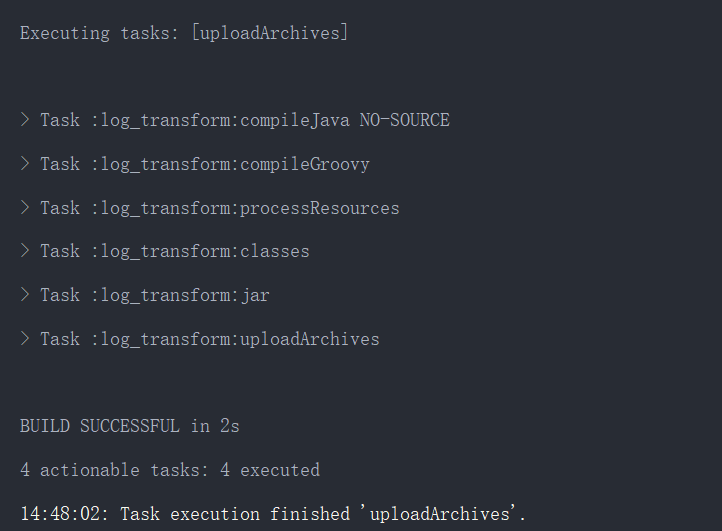 Executing tasks: [uploadArchives]
> Task :log_transform:compileJava NO-SOURCE
> Task :log_transform:compileGroovy
> Task :log_transform:processResources
> Task :log_transform:classes
> Task :log_transform:jar
> Task :log_transform:uploadArchives
BUILD SUCCESSFUL in 2s
4 actionable tasks: 4 executed
14:48:02: Task execution finished 'uploadArchives'.